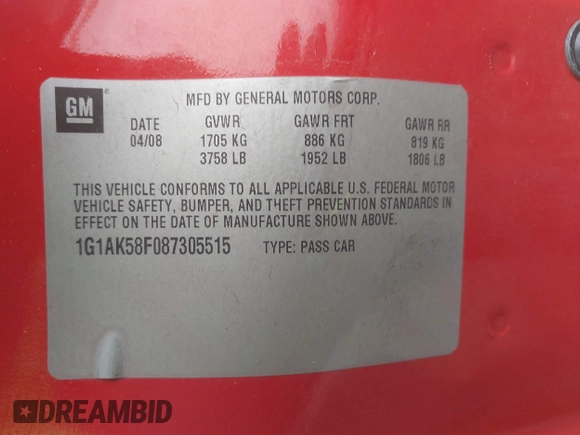 GM
MFD BY GENERAL MOTORS CORP.
DATE GVWR GAWR FRT GAWR RR
04/08 1705 KG 886 KG 819 KG
3758 LB 1952 LB 1806 LB
THIS VEHICLE CONFORMS TO ALL APPLICABLE U.S. FEDERAL MOTOR
VEHICLE SAFETY, BUMPER, AND THEFT PREVENTION STANDARDS IN
EFFECT ON THE DATE OF MANUFACTURE SHOWN ABOVE.
1G1AK58F087305515 TYPE: PASS CAR
DREAMBID